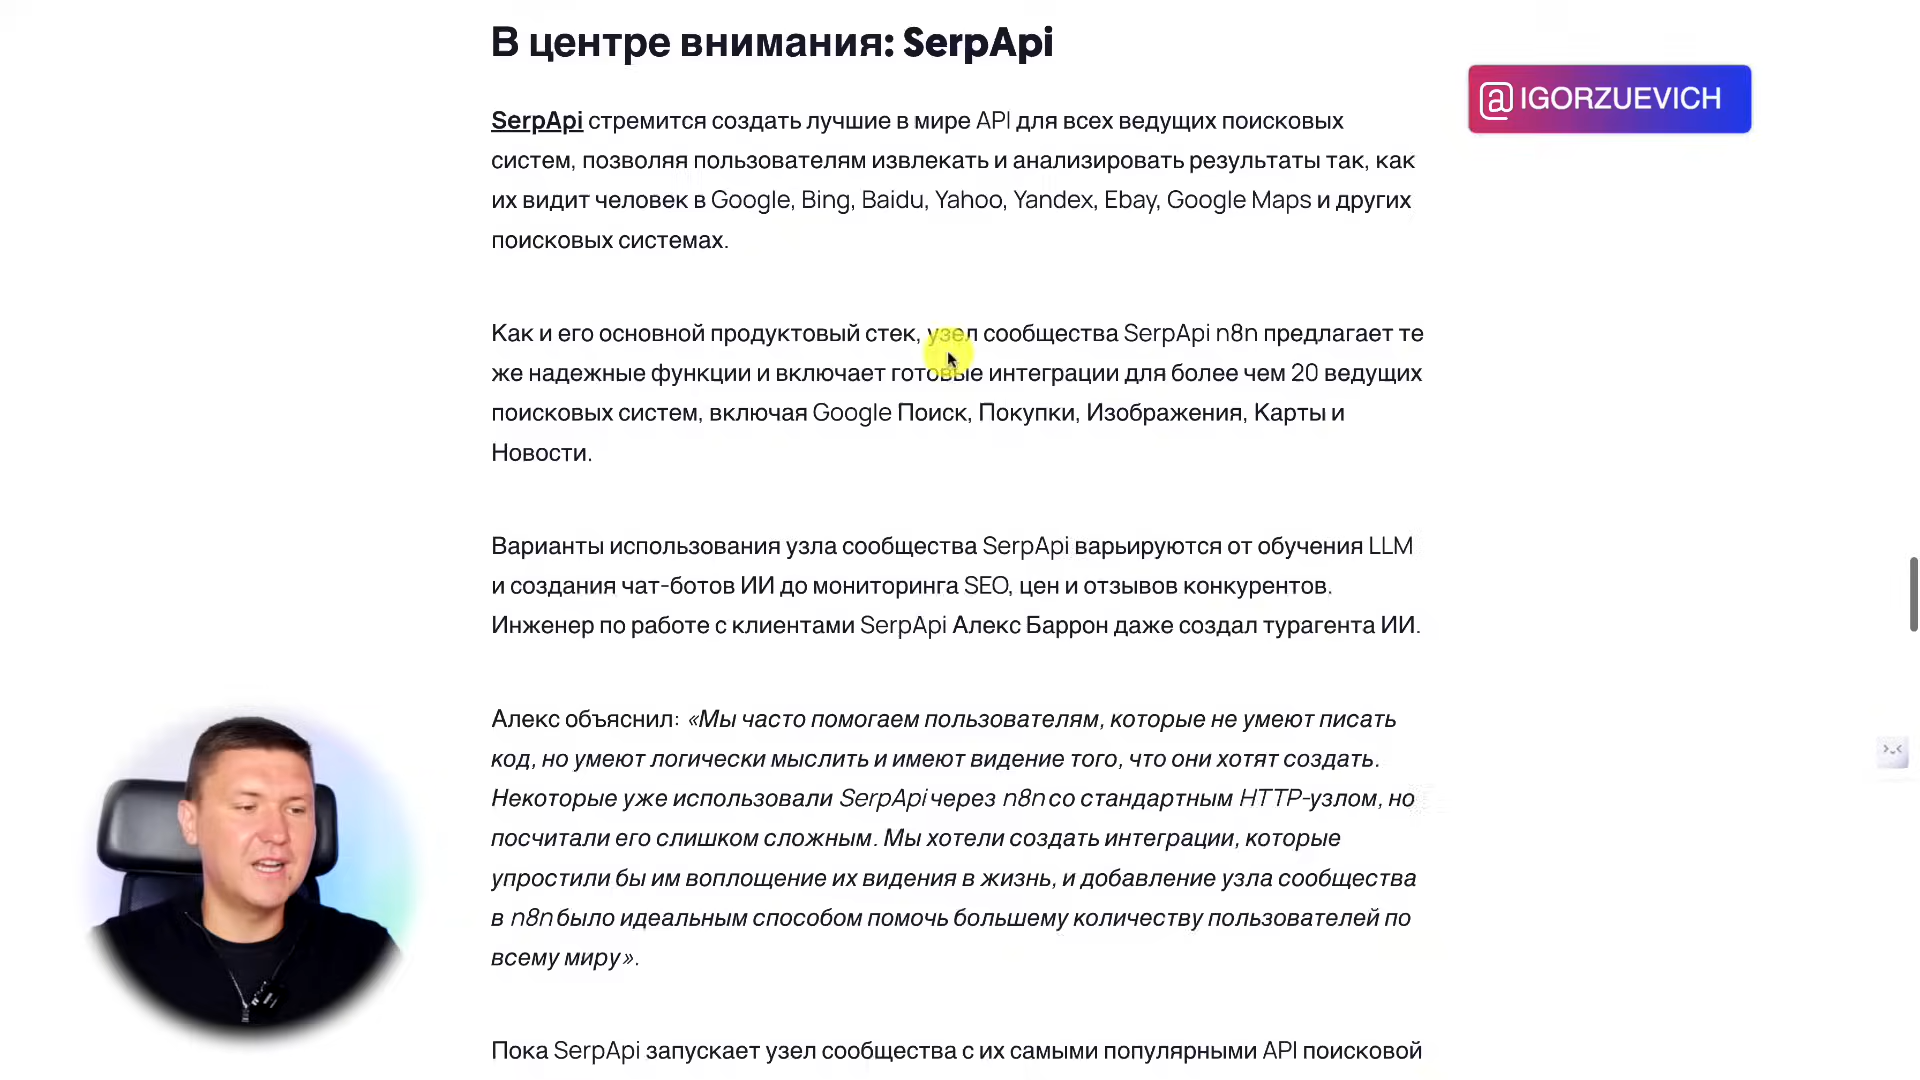 В центре внимания: SerpApi
@IGORZUEVICH
SerpApi стремится создать лучшие в мире API для всех ведущих поисковых
систем, позволяя пользователям извлекать и анализировать результаты так, как
их видит человек в Google, Bing, Baidu, Yahoo, Yandex, Ebay, Google Maps и других
поисковых системах.
Как и его основной продуктовый стек, узел сообщества SerpApi n8n предлагает те
же надежные функции и включает готовые интеграции для более чем 20 ведущих
поисковых систем, включая Google Поиск, Покупки, Изображения, Карты и
Новости.
Варианты использования узла сообщества SerpApi варьируются от обучения LLM
и создания чат-ботов ИИ до мониторинга SEO, цен и отзывов конкурентов.
Инженер по работе с клиентами SerpApi Алекс Баррон даже создал турагента ИИ.
Алекс объяснил: «Мы часто помогаем пользователям, которые не умеют писать
код, но умеют логически мыслить и имеют видение того, что они хотят создать.
Некоторые уже использовали SerpApi через n8n со стандартным HTTP-узлом, но
посчитали его слишком сложным. Мы хотели создать интеграции, которые
упростили бы им воплощение их видения в жизнь, и добавление узла сообщества
в n8n было идеальным способом помочь большему количеству пользователей по
всему миру».
Пока SerpApi запускает узел сообщества с их самыми популярными API поисковой